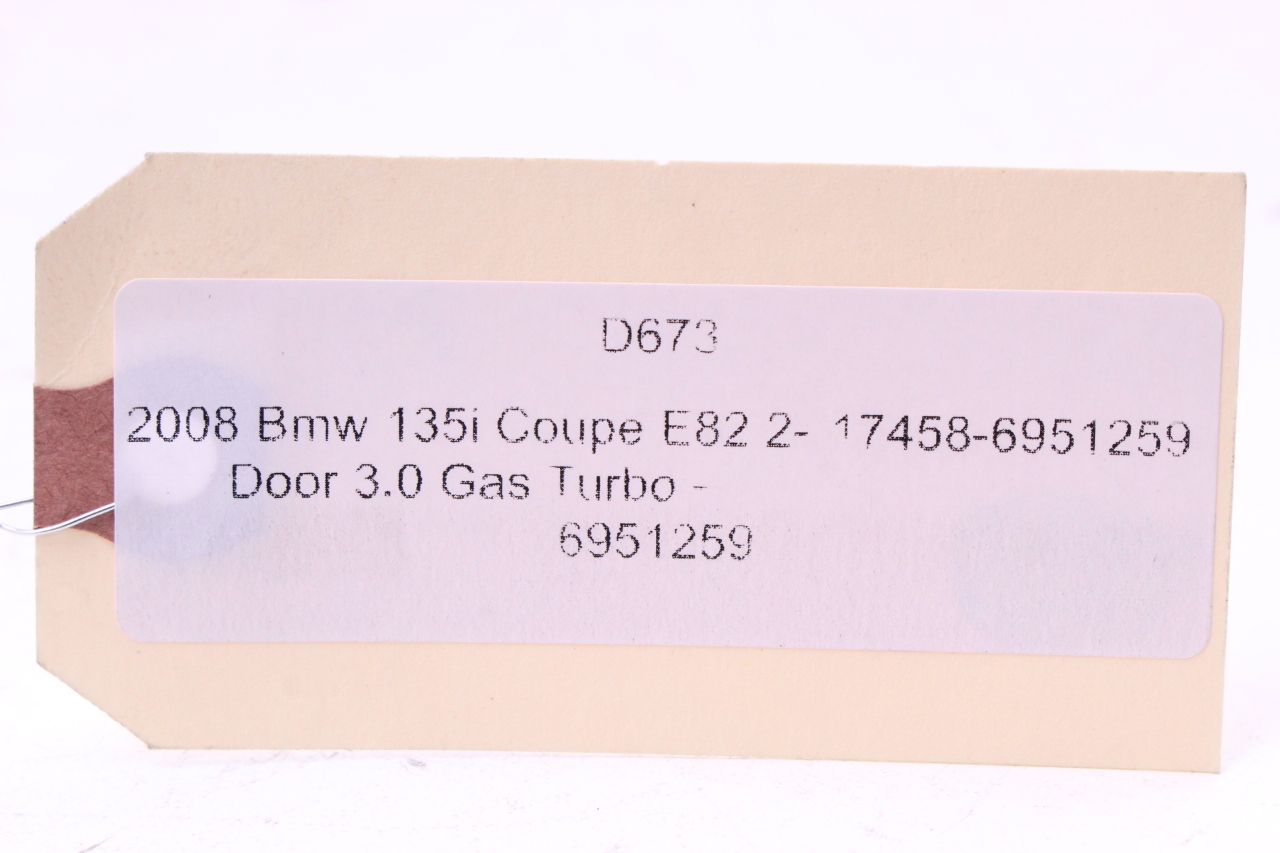 D673
2008 Bmw 135i Coupe E82 2- 17458-6951259
Door 3.0 Gas Turbo -
6951259